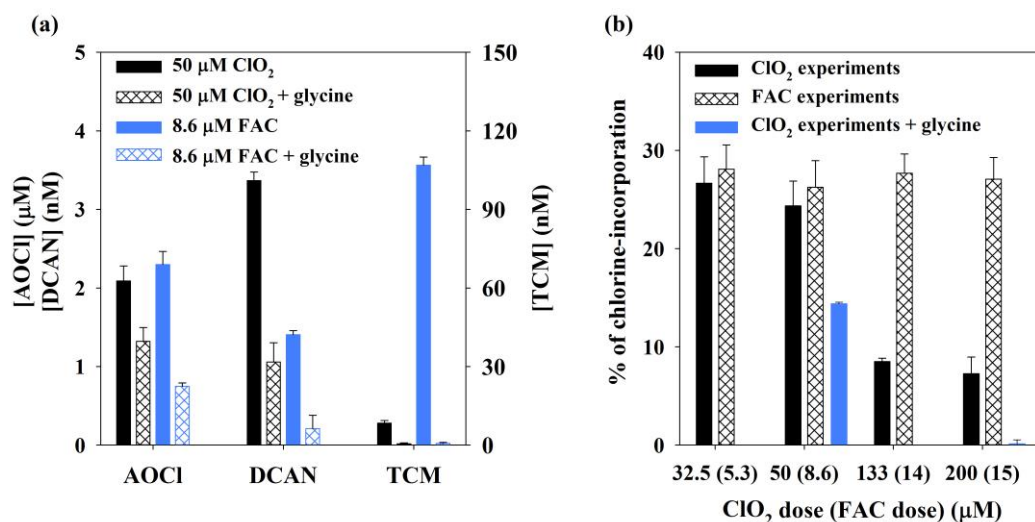 (a)
5
4
3
2
1
0
[AOCl] (μM)
[DCAN] (nM)
50 μM ClO₂
50 μM ClO₂ + glycine
8.6 μM FAC
8.6 μM FAC + glycine
150
120
90
60
30
0
[TCM] (nM)
AOCl DCAN TCM
(b)
40
30
20
10
0
% of chlorine-incorporation
ClO₂ experiments
FAC experiments
ClO₂ experiments + glycine
32.5 (5.3) 50 (8.6) 133 (14) 200 (15)
ClO₂ dose (FAC dose) (μM)